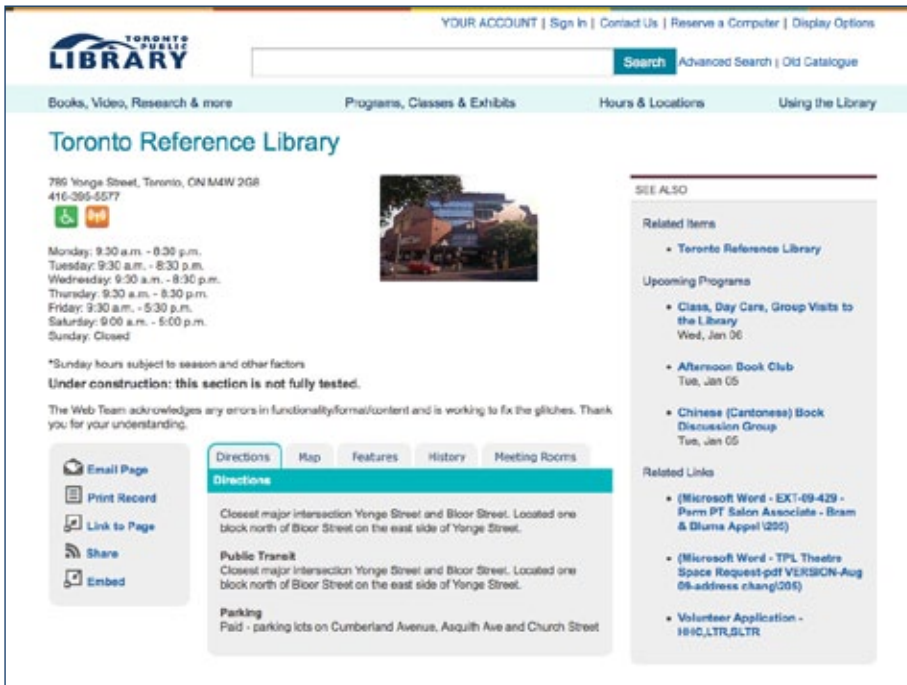 YOUR ACCOUNT | Sign In | Contact Us | Reserve a Computer | Display Options
TORONTO
PUBLIC
LIBRARY
Search
Advanced Search | Old Catalogue
Books, Video, Research & more
Programs, Classes & Exhibits
Hours & Locations
Using the Library
Toronto Reference Library
789 Yonge Street, Toronto, ON M4W 2G8
416-395-5577
Monday: 9:30 a.m. - 8:30 p.m.
Tuesday: 9:30 a.m. - 8:30 p.m.
Wednesday: 9:30 a.m. - 8:30 p.m.
Thursday: 9:30 a.m. - 8:30 p.m.
Friday: 9:30 a.m. - 5:30 p.m.
Saturday: 9:00 a.m. - 5:00 p.m.
Sunday: Closed
*Sunday hours subject to season and other factors
Under construction: this section is not fully tested.
The Web Team acknowledges any errors in functionality/format/content and is working to fix the glitches. Thank
you for your understanding.
Email Page
Print Record
Link to Page
Share
Embed
Directions
Map
Features
History
Meeting Rooms
Directions
Closest major intersection Yonge Street and Bloor Street. Located one
block north of Bloor Street on the east side of Yonge Street.
Public Transit
Closest major intersection Yonge Street and Bloor Street. Located one
block north of Bloor Street on the east side of Yonge Street.
Parking
Paid - parking lots on Cumberland Avenue, Asquith Ave and Church Street
SEE ALSO
Related Items
• Toronto Reference Library
Upcoming Programs
• Class, Day Care, Group Visits to
the Library
Wed, Jan 06
• Afternoon Book Club
Tue, Jan 05
• Chinese (Cantonese) Book
Discussion Group
Tue, Jan 05
Related Links
• (Microsoft Word - EXT-09-429 -
Perm PT Salon Associate - Bram
& Bluma Appel \205)
• (Microsoft Word - TPL Theatre
Space Request-pdf VERSION-Aug
09-address chang\205)
• Volunteer Application -
HHC,LTR,SLTR